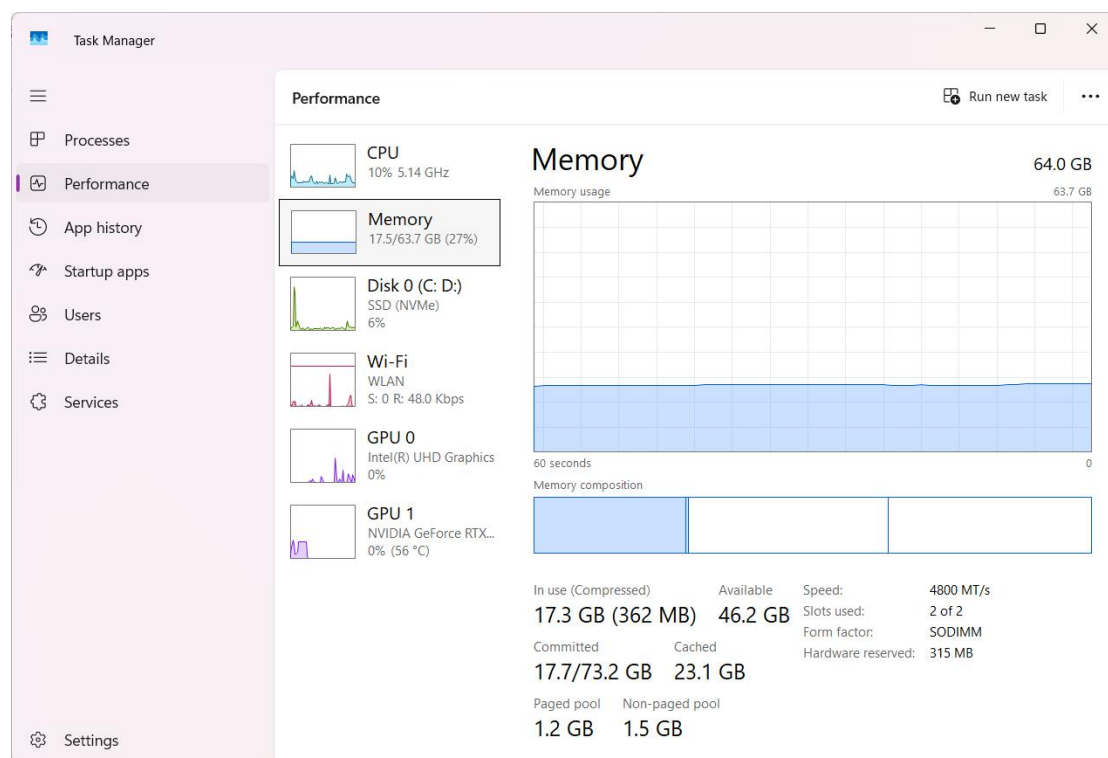 Task Manager
Performance
Run new task
Processes
Performance
App history
Startup apps
Users
Details
Services
Settings
CPU
10% 5.14 GHz
Memory
17.5/63.7 GB (27%)
Disk 0 (C: D:)
SSD (NVMe)
6%
Wi-Fi
WLAN
S: 0 R: 48.0 Kbps
GPU 0
Intel(R) UHD Graphics
0%
GPU 1
NVIDIA GeForce RTX...
0% (56 °C)
Memory 64.0 GB
Memory usage 63.7 GB
60 seconds 0
Memory composition
In use (Compressed) Available
17.3 GB (362 MB) 46.2 GB
Committed Cached
17.7/73.2 GB 23.1 GB
Paged pool Non-paged pool
1.2 GB 1.5 GB
Speed: 4800 MT/s
Slots used: 2 of 2
Form factor: SODIMM
Hardware reserved: 315 MB